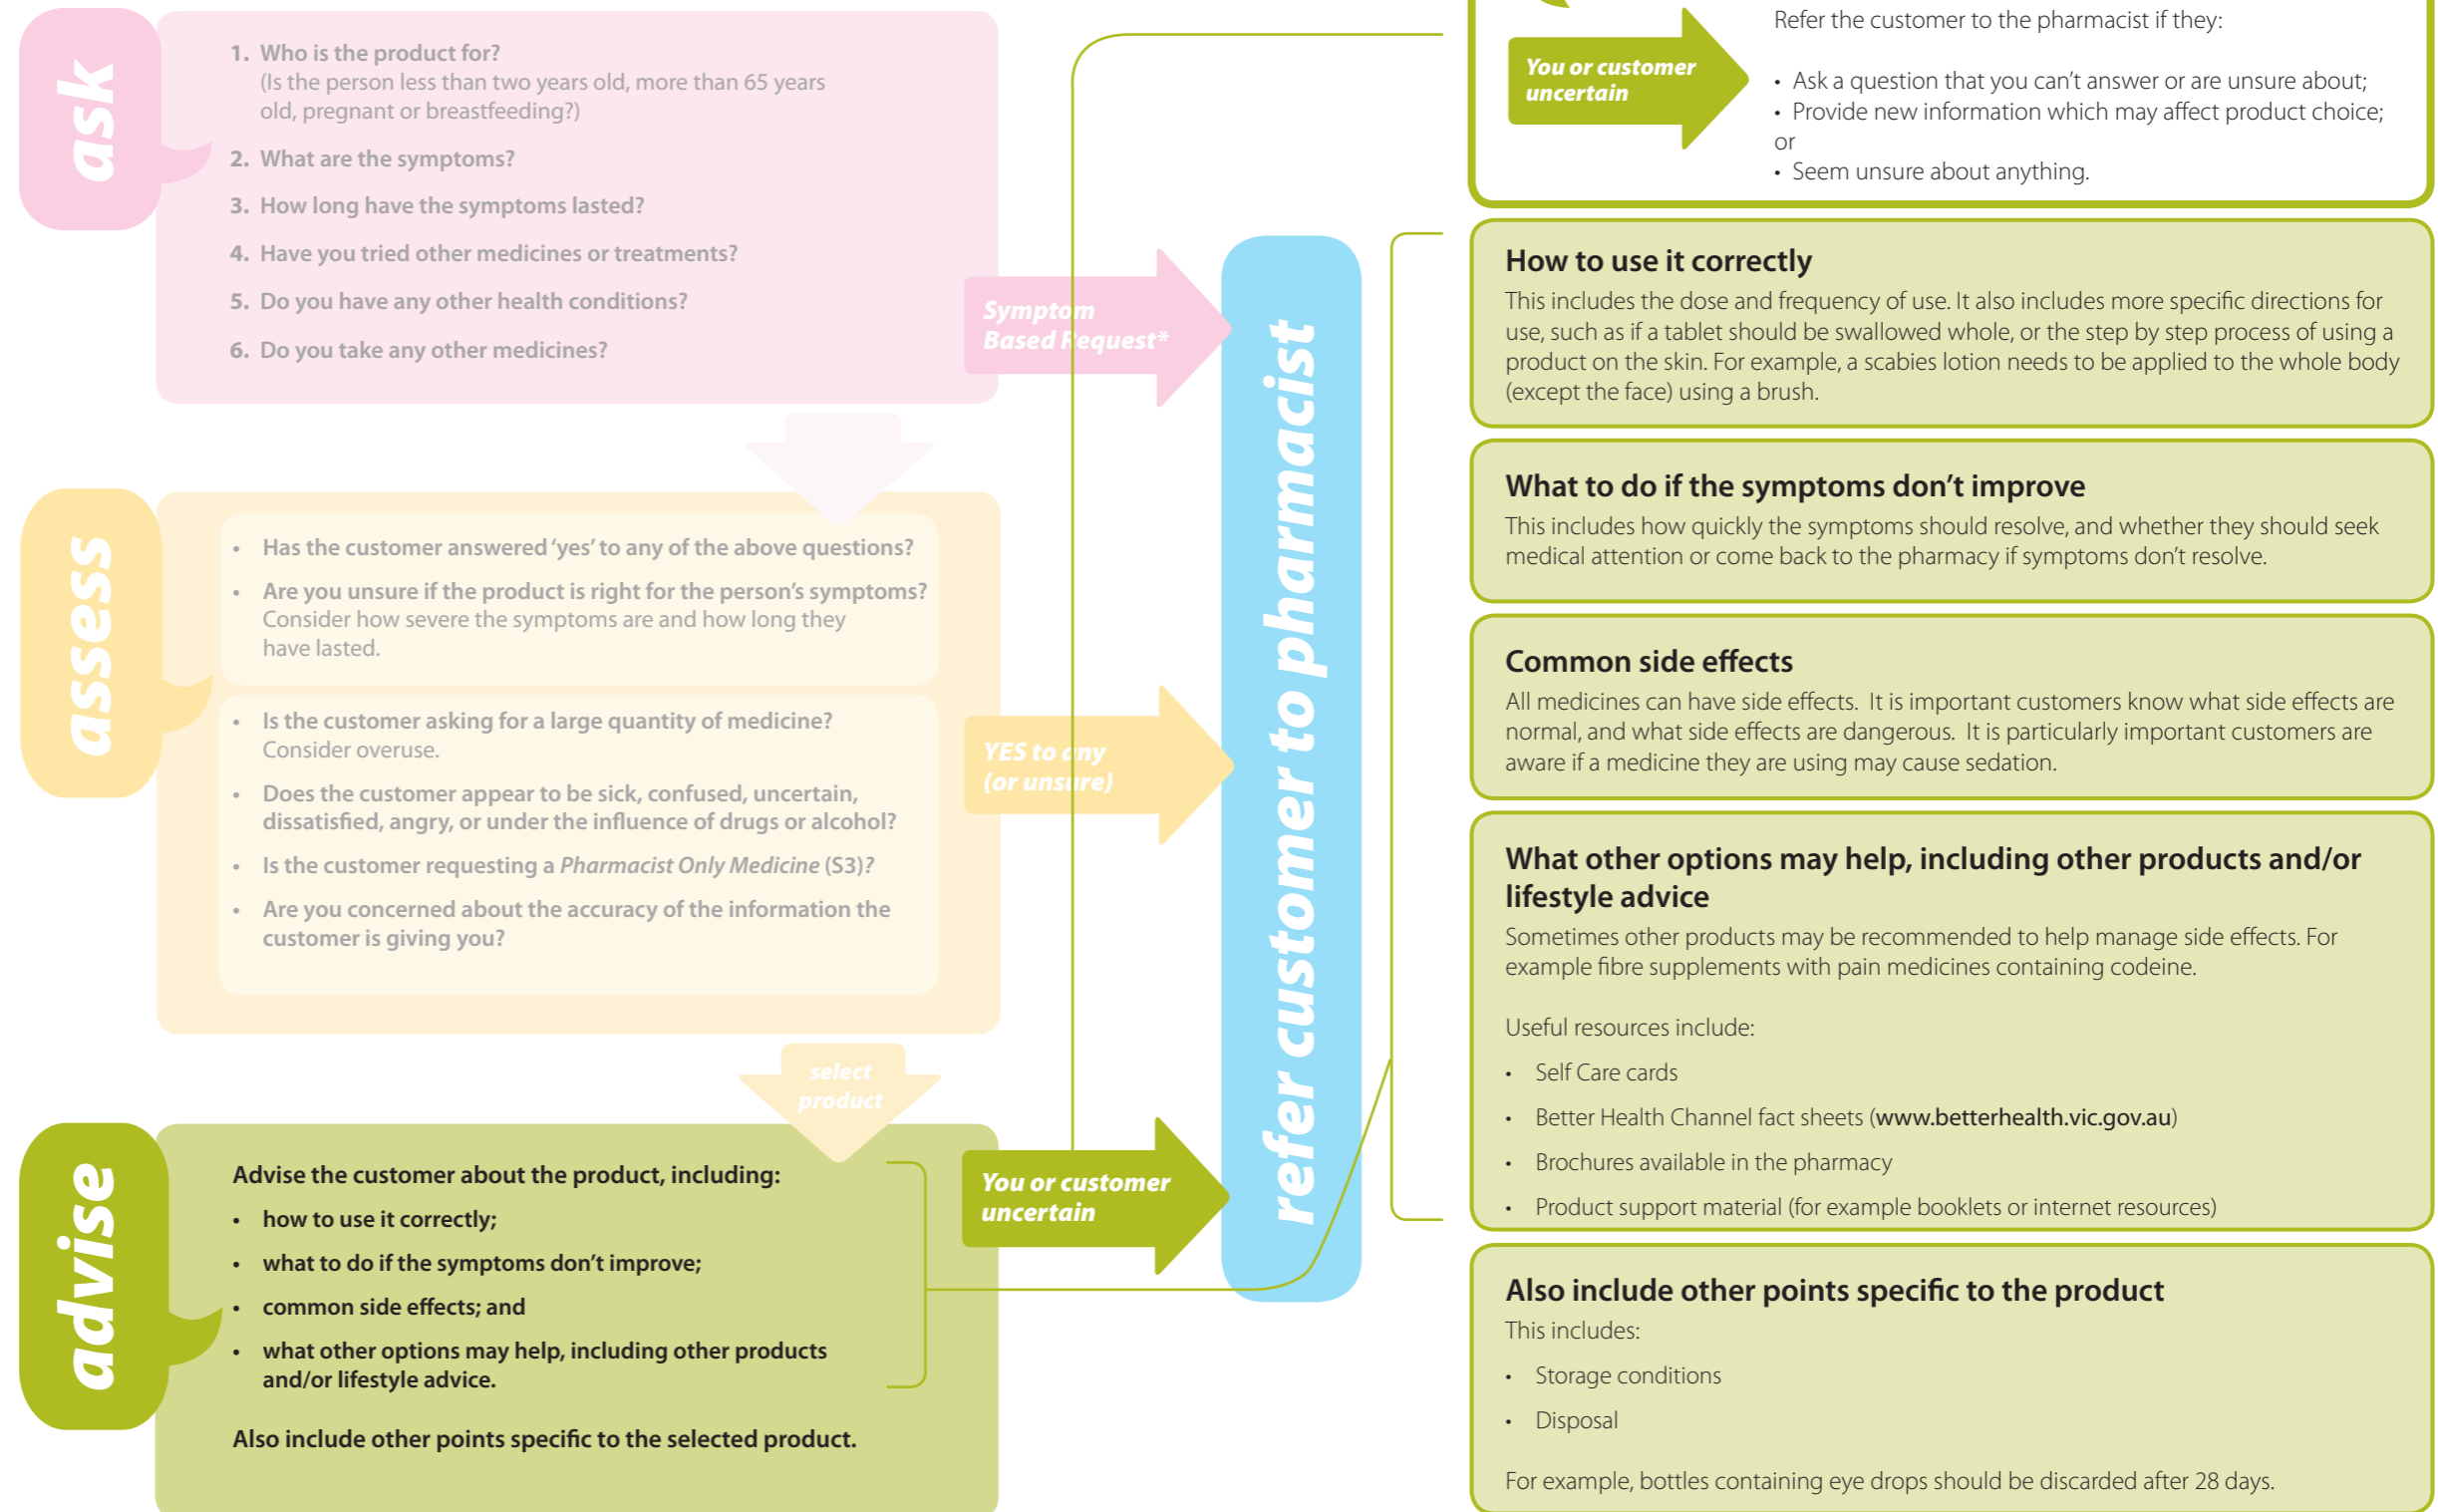 ask
1. Who is the product for?
(Is the person less than two years old, more than 65 years
old, pregnant or breastfeeding?)
2. What are the symptoms?
3. How long have the symptoms lasted?
4. Have you tried other medicines or treatments?
5. Do you have any other health conditions?
6. Do you take any other medicines?
Symptom
Based Request*
assess
• Has the customer answered ‘yes’ to any of the above questions?
• Are you unsure if the product is right for the person’s symptoms?
Consider how severe the symptoms are and how long they
have lasted.
• Is the customer asking for a large quantity of medicine?
Consider overuse.
• Does the customer appear to be sick, confused, uncertain,
dissatisfied, angry, or under the influence of drugs or alcohol?
• Is the customer requesting a Pharmacist Only Medicine (S3)?
• Are you concerned about the accuracy of the information the
customer is giving you?
YES to any
(or unsure)
select
product
advise
Advise the customer about the product, including:
• how to use it correctly;
• what to do if the symptoms don’t improve;
• common side effects; and
• what other options may help, including other products
and/or lifestyle advice.
Also include other points specific to the selected product.
You or customer
uncertain
refer customer to pharmacist
You or customer
uncertain
Refer the customer to the pharmacist if they:
• Ask a question that you can’t answer or are unsure about;
• Provide new information which may affect product choice;
or
• Seem unsure about anything.
How to use it correctly
This includes the dose and frequency of use. It also includes more specific directions for
use, such as if a tablet should be swallowed whole, or the step by step process of using a
product on the skin. For example, a scabies lotion needs to be applied to the whole body
(except the face) using a brush.
What to do if the symptoms don’t improve
This includes how quickly the symptoms should resolve, and whether they should seek
medical attention or come back to the pharmacy if symptoms don’t resolve.
Common side effects
All medicines can have side effects. It is important customers know what side effects are
normal, and what side effects are dangerous. It is particularly important customers are
aware if a medicine they are using may cause sedation.
What other options may help, including other products and/or
lifestyle advice
Sometimes other products may be recommended to help manage side effects. For
example fibre supplements with pain medicines containing codeine.
Useful resources include:
• Self Care cards
• Better Health Channel fact sheets (www.betterhealth.vic.gov.au)
• Brochures available in the pharmacy
• Product support material (for example booklets or internet resources)
Also include other points specific to the product
This includes:
• Storage conditions
• Disposal
For example, bottles containing eye drops should be discarded after 28 days.